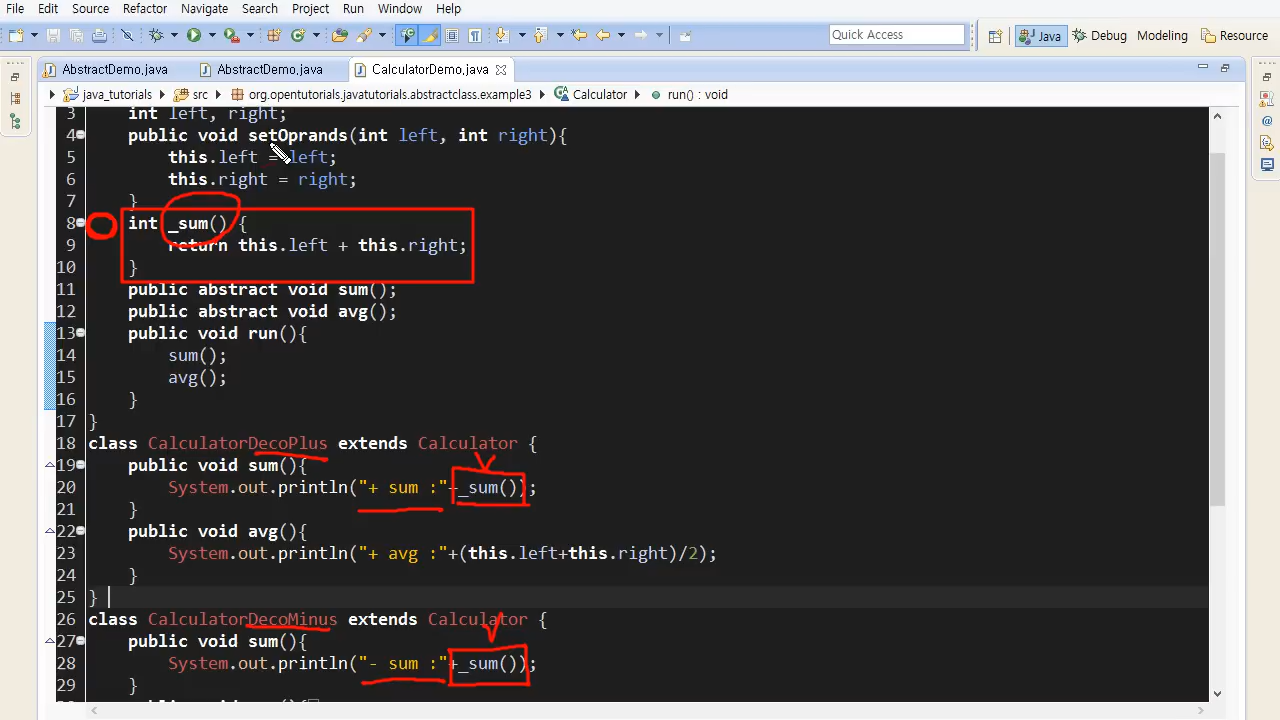 File Edit Source Refactor Navigate Search Project Run Window Help
Quick Access
Java Debug Modeling Resource
AbstractDemo.java AbstractDemo.java CalculatorDemo.java
java_tutorials src org.opentutorials.javatutorials.abstractclass.example3 Calculator run() : void
3 int left, right;
4 public void setOprands(int left, int right){
5 this.left = left;
6 this.right = right;
7 }
8 int _sum() {
9 return this.left + this.right;
10 }
11 public abstract void sum();
12 public abstract void avg();
13 public void run(){
14 sum();
15 avg();
16 }
17 }
18 class CalculatorDecoPlus extends Calculator {
19 public void sum(){
20 System.out.println("+ sum :"+_sum());
21 }
22 public void avg(){
23 System.out.println("+ avg :"+(this.left+this.right)/2);
24 }
25 }
26 class CalculatorDecoMinus extends Calculator {
27 public void sum(){
28 System.out.println("- sum :"+_sum());
29 }